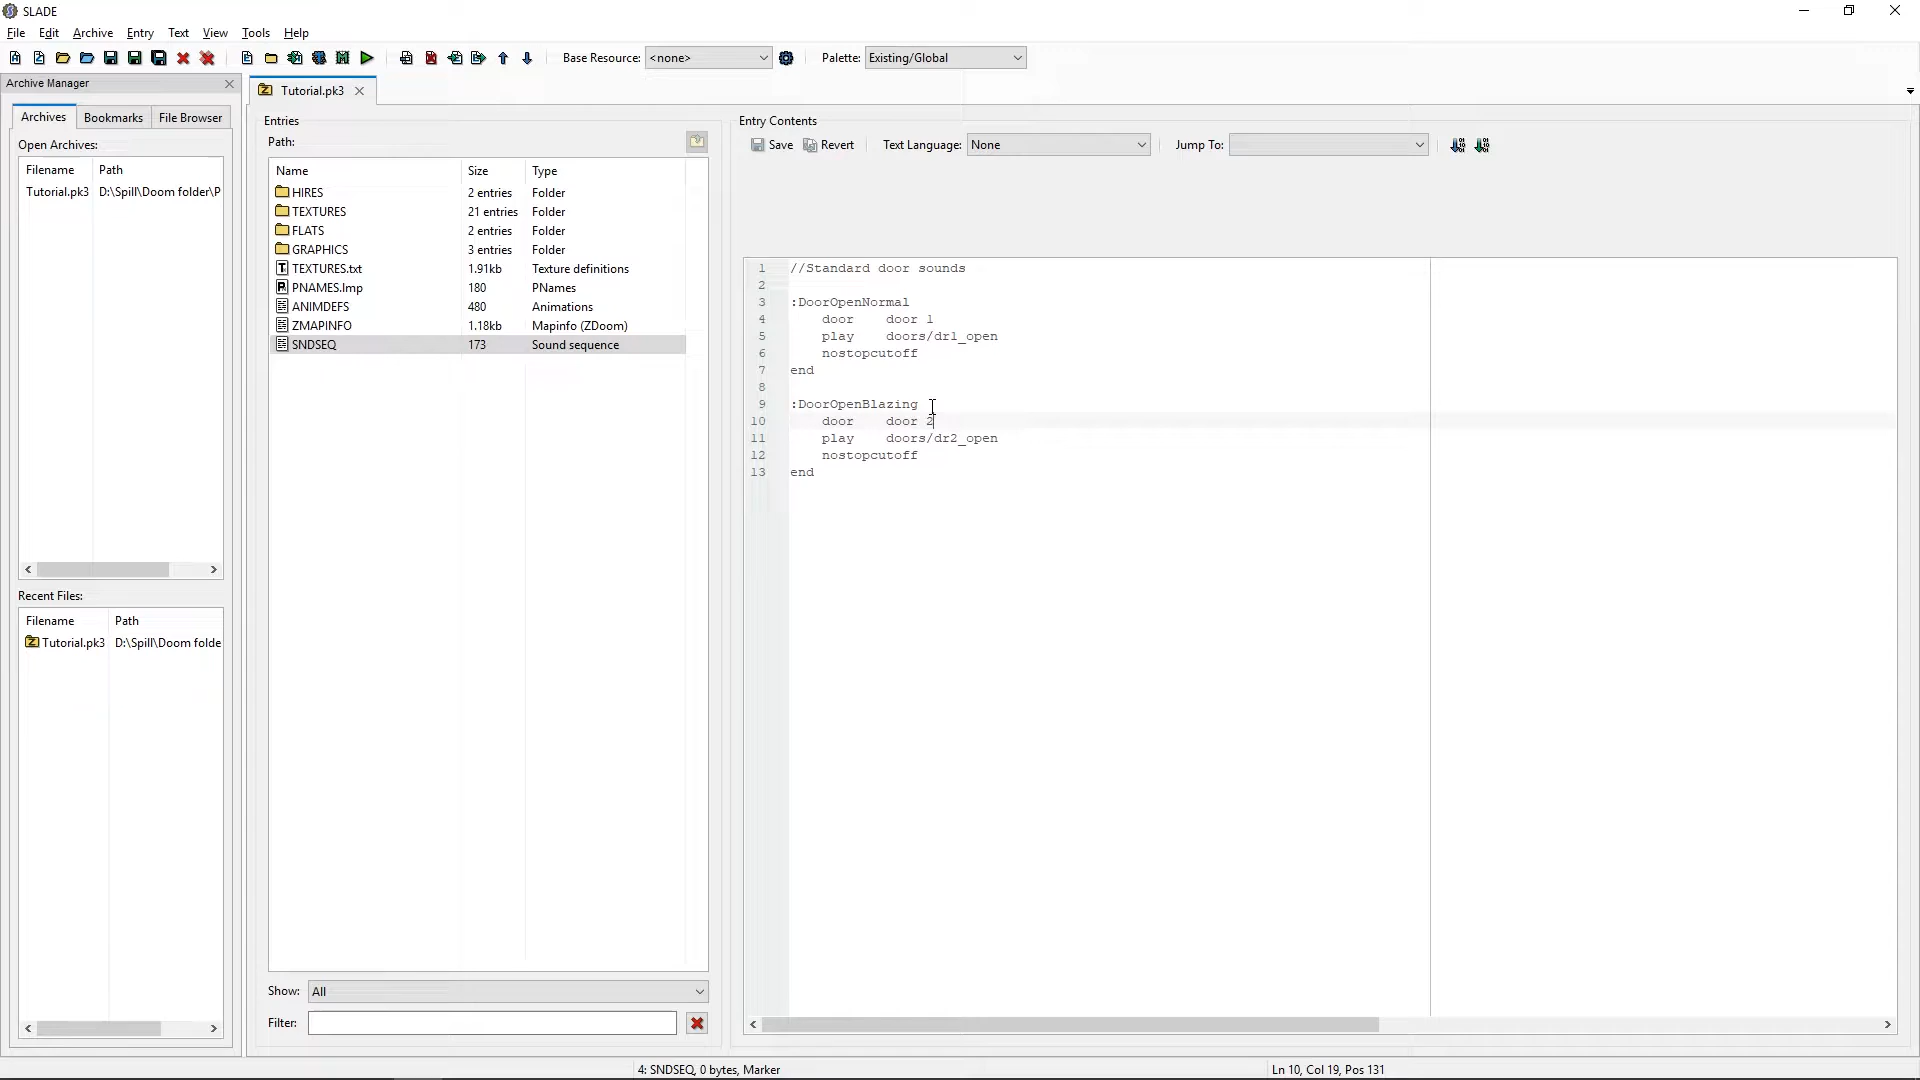 SLADE
File Edit Archive Entry Text View Tools Help
Base Resource: <none> Palette: Existing/Global
Archive Manager
Tutorial.pk3
Archives Bookmarks File Browser
Open Archives:
Filename Path
Tutorial.pk3 D:\Spill\Doom folder\P
Recent Files:
Filename Path
Tutorial.pk3 D:\Spill\Doom folde
Entries
Path:
Name Size Type
HIRES 2 entries Folder
TEXTURES 21 entries Folder
FLATS 2 entries Folder
GRAPHICS 3 entries Folder
TEXTURES.txt 1.91kb Texture definitions
PNAMES.lmp 180 PNames
ANIMDEFS 480 Animations
ZMAPINFO 1.18kb Mapinfo (ZDoom)
SNDSEQ 173 Sound sequence
Show: All
Filter:
Entry Contents
Save Revert Text Language: None Jump To:
1 //Standard door sounds
2
3 :DoorOpenNormal
4 door door 1
5 play doors/dr1_open
6 nostopcutoff
7 end
8
9 :DoorOpenBlazing
10 door door 2
11 play doors/dr2_open
12 nostopcutoff
13 end
4: SNDSEQ, 0 bytes, Marker
Ln 10, Col 19, Pos 131